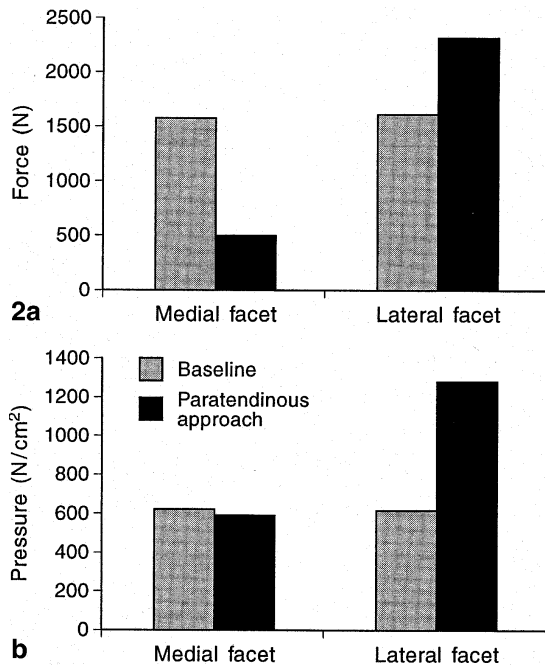 2500
2000
1500
1000
500
0
Force (N)
2a
Medial facet Lateral facet
1400
1200
1000
800
600
400
200
0
Pressure (N/cm²)
Baseline
Paratendinous
approach
b
Medial facet Lateral facet